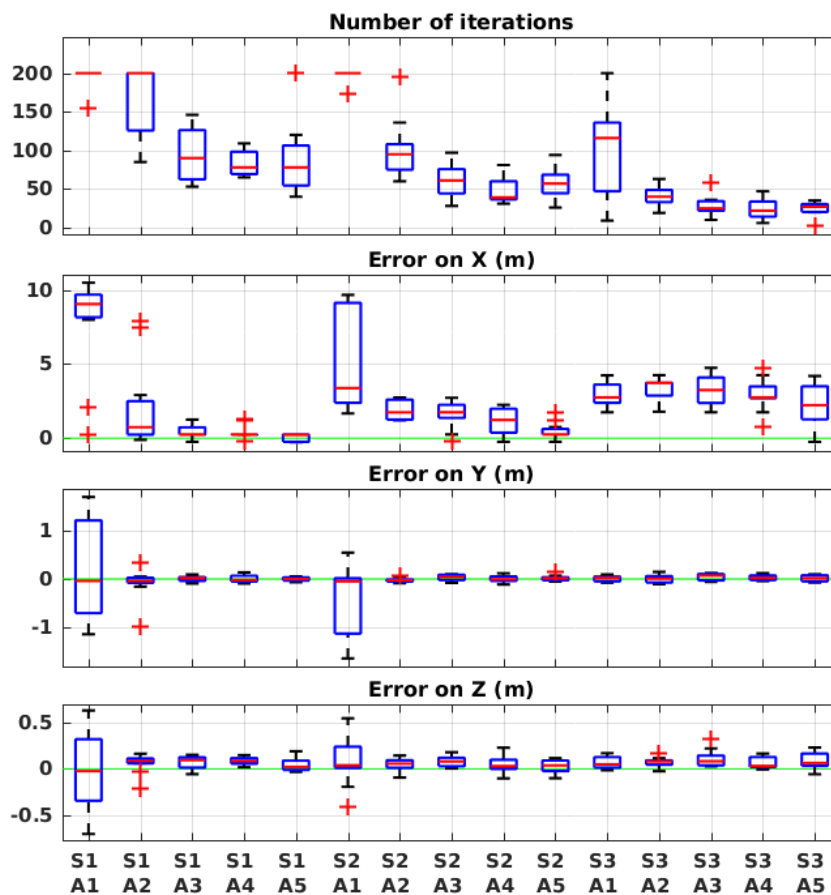 Number of iterations
200
150
100
50
0
Error on X (m)
10
5
0
Error on Y (m)
1
0
-1
Error on Z (m)
0.5
0
-0.5
S1 S1 S1 S1 S1 S2 S2 S2 S2 S2 S3 S3 S3 S3 S3
A1 A2 A3 A4 A5 A1 A2 A3 A4 A5 A1 A2 A3 A4 A5